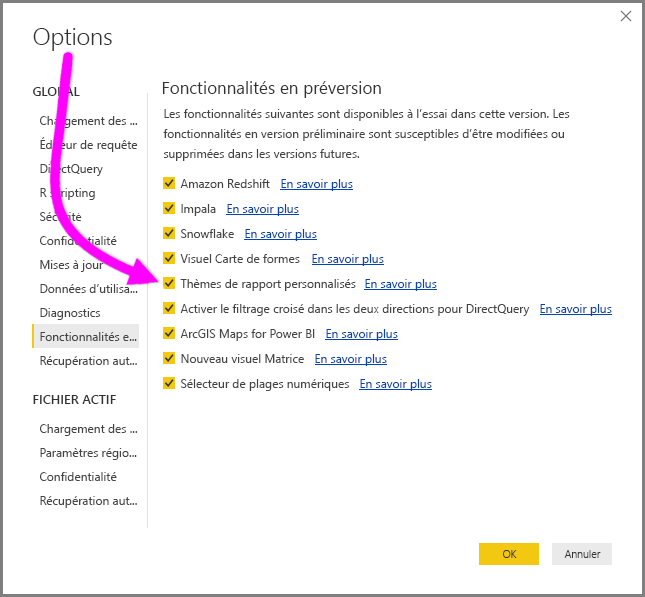 Options
GLOBAL
Chargement des ...
Éditeur de requête
DirectQuery
R scripting
Sécurité
Confidentialité
Mises à jour
Données d'utilisa...
Diagnostics
Fonctionnalités e...
Récupération aut...
FICHIER ACTIF
Chargement des ...
Paramètres régio...
Confidentialité
Récupération aut...
Fonctionnalités en préversion
Les fonctionnalités suivantes sont disponibles à l'essai dans cette version. Les
fonctionnalités en version préliminaire sont susceptibles d'être modifiées ou
supprimées dans les versions futures.
Amazon Redshift En savoir plus
Impala En savoir plus
Snowflake En savoir plus
Visuel Carte de formes En savoir plus
Thèmes de rapport personnalisés En savoir plus
Activer le filtrage croisé dans les deux directions pour DirectQuery En savoir plus
ArcGIS Maps for Power BI En savoir plus
Nouveau visuel Matrice En savoir plus
Sélecteur de plages numériques En savoir plus
OK Annuler